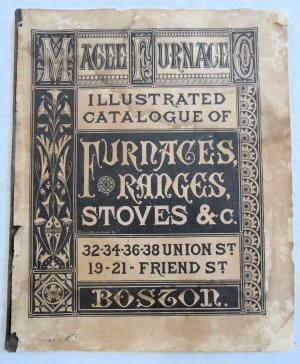 MAGEE FURNACE CO
ILLUSTRATED
CATALOGUE OF
FURNACES,
RANGES,
STOVES & C.
32-34-36-38 UNION ST
19-21-FRIEND ST.
BOSTON.